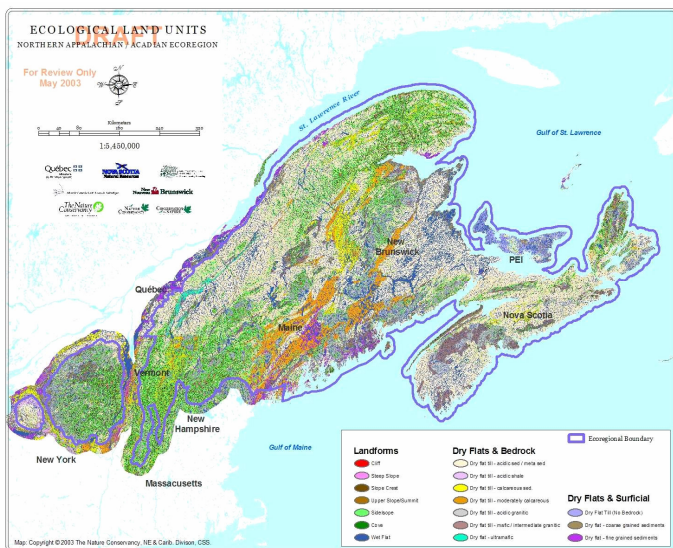 ECOLOGICAL LAND UNITS
DRAFT
NORTHERN APPALACHIAN / ACADIAN ECOREGION
For Review Only
May 2003
Kilometers
1:5,450,000
Québec
NOVA SCOTIA
Natural Resources
New Nouveau Brunswick
The Nature Conservancy
St. Lawrence River
Gulf of St. Lawrence
New Brunswick
PEI
Québec
Maine
Nova Scotia
Vermont
New Hampshire
Gulf of Maine
New York
Massacusetts
Ecoregional Boundary
Landforms
Cliff
Steep Slope
Slope Crest
Upper Slope/Summit
Sideslope
Cove
Wet Flat
Dry Flats & Bedrock
Dry flat till - acidic sed / meta sed
Dry flat till - acidic shale
Dry flat till - calcareous sed
Dry flat till - moderately calcareous
Dry flat till - acidic granitic
Dry flat till - mafic / intermediate granitic
Dry flat - ultramafic
Dry Flats & Surficial
Dry Flat Till (No Bedrock)
Dry flat - coarse grained sediments
Dry flat - fine grained sediments
Map: Copyright © 2003 The Nature Conservancy, NE & Carib. Divison, CSS.